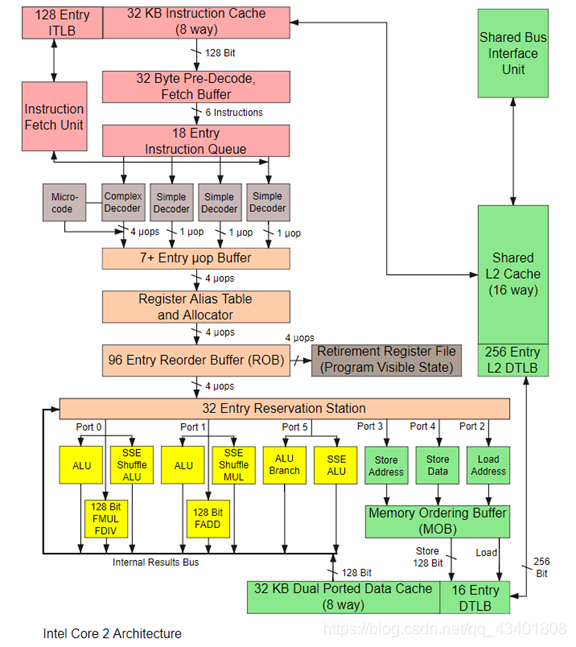 128 Entry
ITLB
32 KB Instruction Cache
(8 way)
128 Bit
32 Byte Pre-Decode,
Fetch Buffer
Instruction
Fetch Unit
6 Instructions
18 Entry
Instruction Queue
Micro-
code
Complex
Decoder
Simple
Decoder
Simple
Decoder
Simple
Decoder
4 µops
1 µop
1 µop
1 µop
7+ Entry µop Buffer
4 µops
Register Alias Table
and Allocator
4 µops
4 µops
96 Entry Reorder Buffer (ROB)
Retirement Register File
(Program Visible State)
4 µops
Shared Bus
Interface
Unit
Shared
L2 Cache
(16 way)
256 Entry
L2 DTLB
32 Entry Reservation Station
Port 0
Port 1
Port 5
Port 3
Port 4
Port 2
ALU
SSE
Shuffle
ALU
ALU
SSE
Shuffle
MUL
ALU
Branch
SSE
ALU
Store
Address
Store
Data
Load
Address
128 Bit
FMUL
FDIV
128 Bit
FADD
Memory Ordering Buffer
(MOB)
Internal Results Bus
Store
128 Bit
Load
256
Bit
128 Bit
32 KB Dual Ported Data Cache
(8 way)
16 Entry
DTLB
Intel Core 2 Architecture
https://blog.csdn.net/qq_43401808